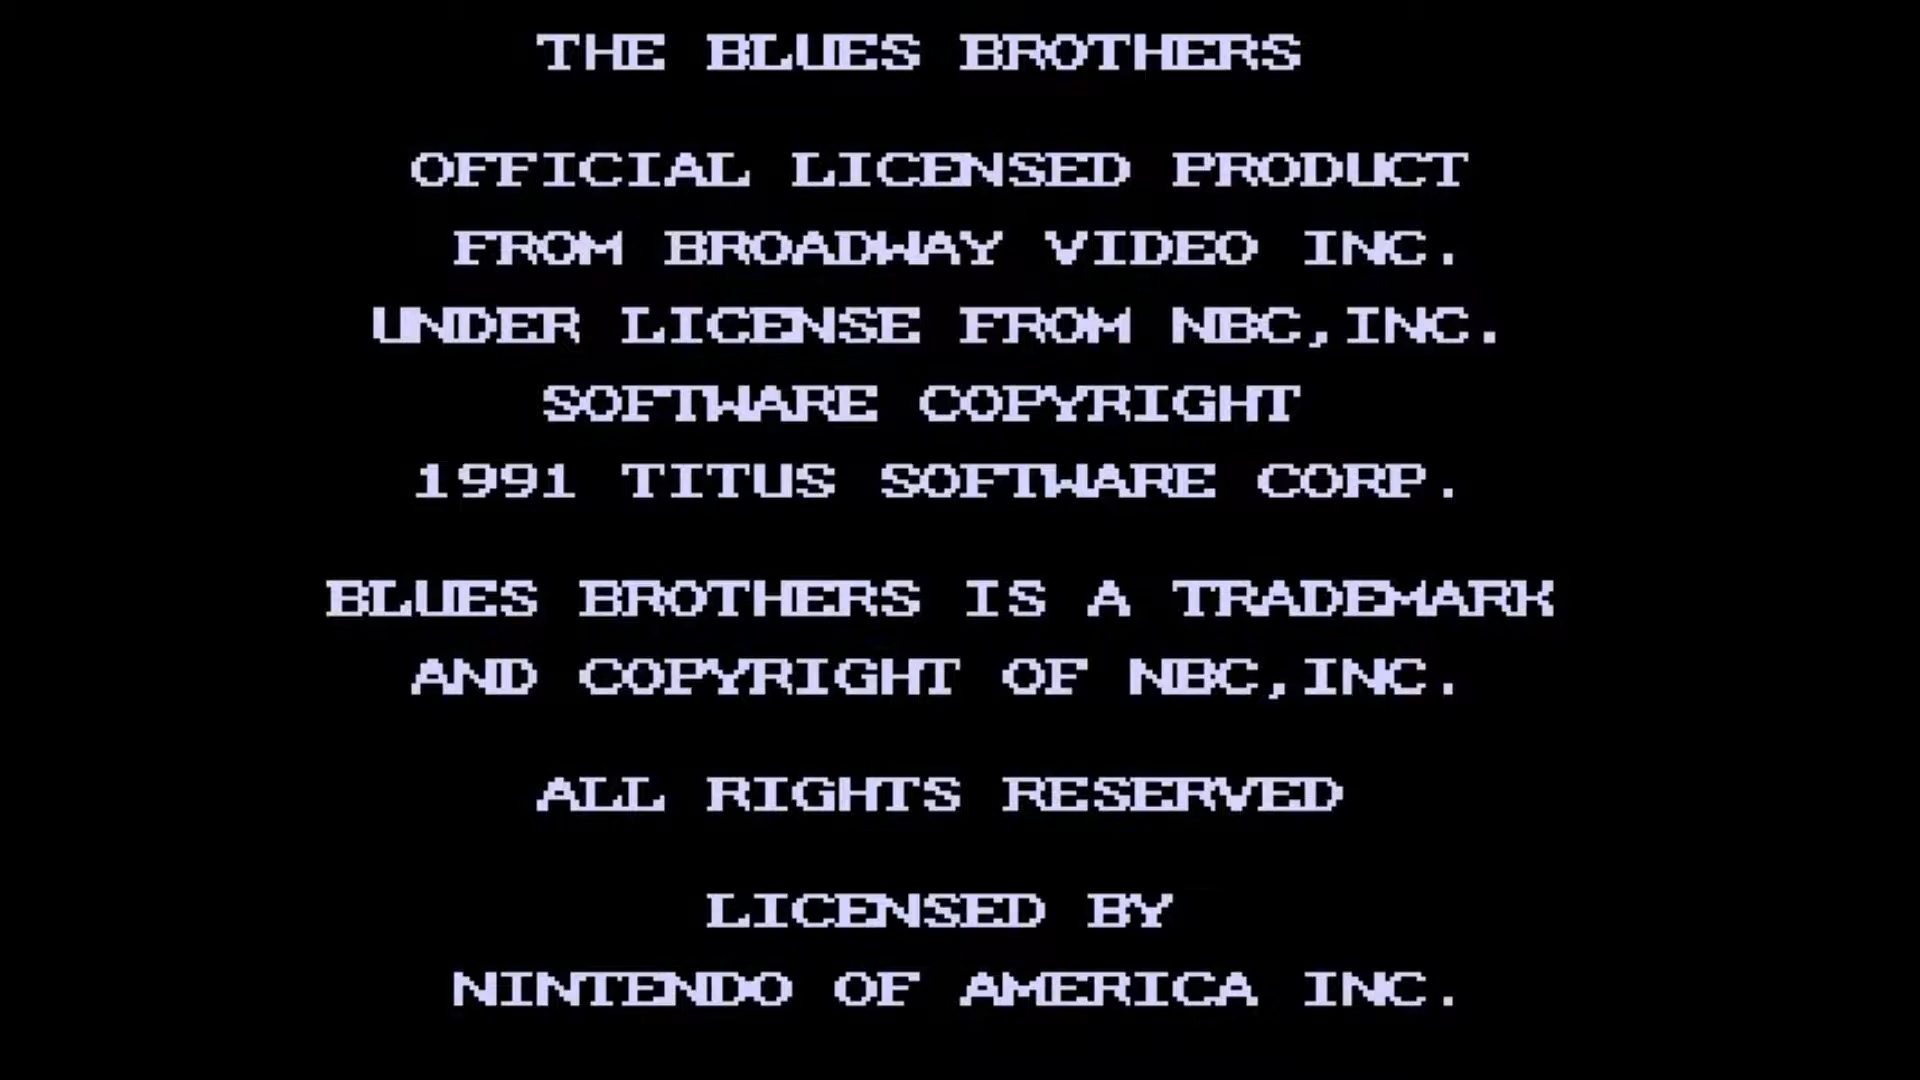 THE BLUES BROTHERS
OFFICIAL LICENSED PRODUCT
FROM BROADWAY VIDEO INC.
UNDER LICENSE FROM NBC,INC.
SOFTWARE COPYRIGHT
1991 TITUS SOFTWARE CORP.
BLUES BROTHERS IS A TRADEMARK
AND COPYRIGHT OF NBC,INC.
ALL RIGHTS RESERVED
LICENSED BY
NINTENDO OF AMERICA INC.